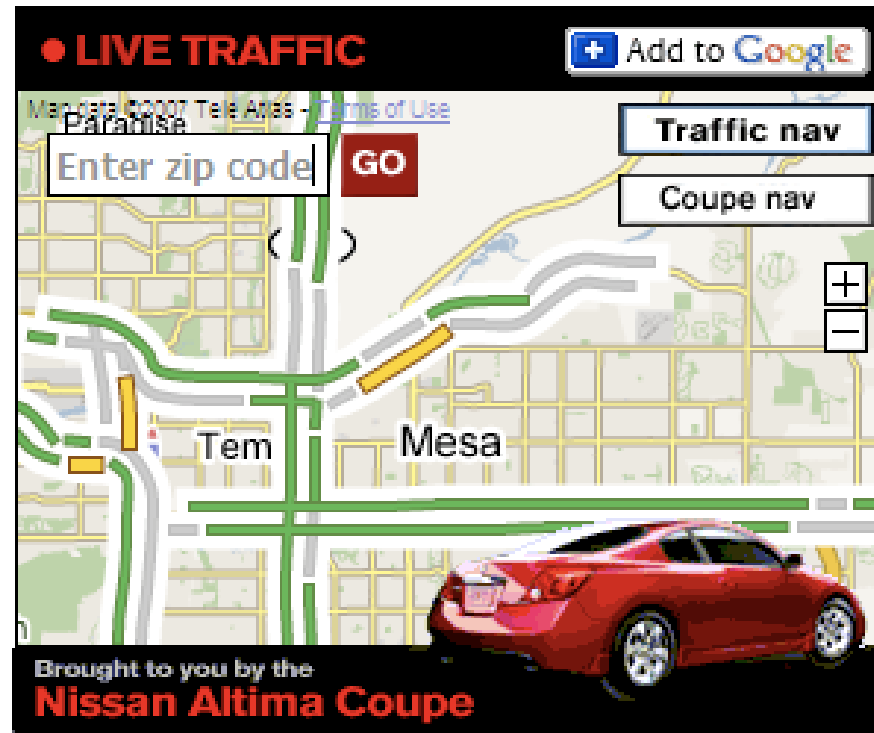 LIVE TRAFFIC
+ Add to Google
Map data ©2007 Tele Atlas - Terms of Use
Paradise
Traffic nav
Enter zip code
GO
Coupe nav
+
−
Tem
Mesa
Brought to you by the
Nissan Altima Coupe